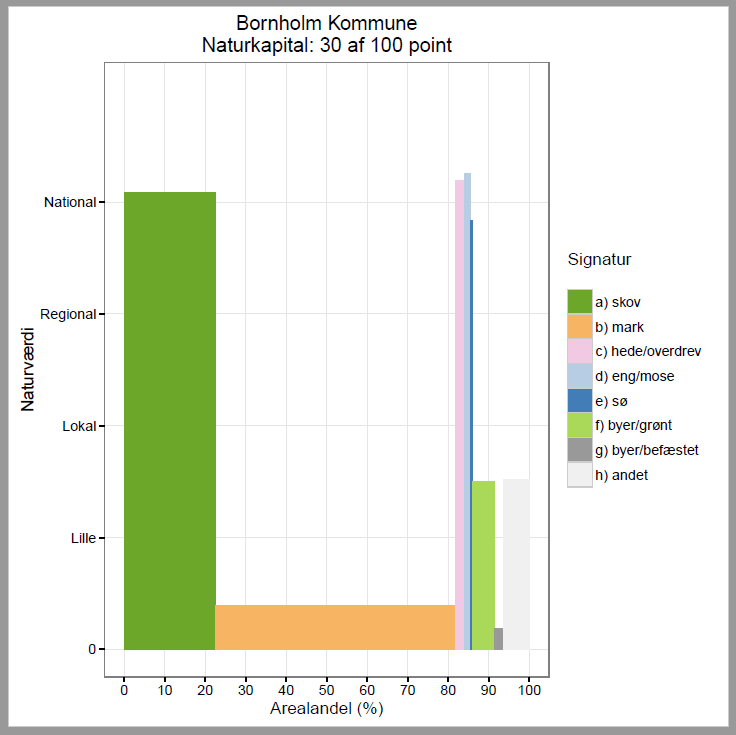 Bornholm Kommune
Naturkapital: 30 af 100 point
National
Regional
Lokal
Lille
0
Naturværdi
0 10 20 30 40 50 60 70 80 90 100
Arealandel (%)
Signatur
a) skov
b) mark
c) hede/overdrev
d) eng/mose
e) sø
f) byer/grønt
g) byer/befæstet
h) andet